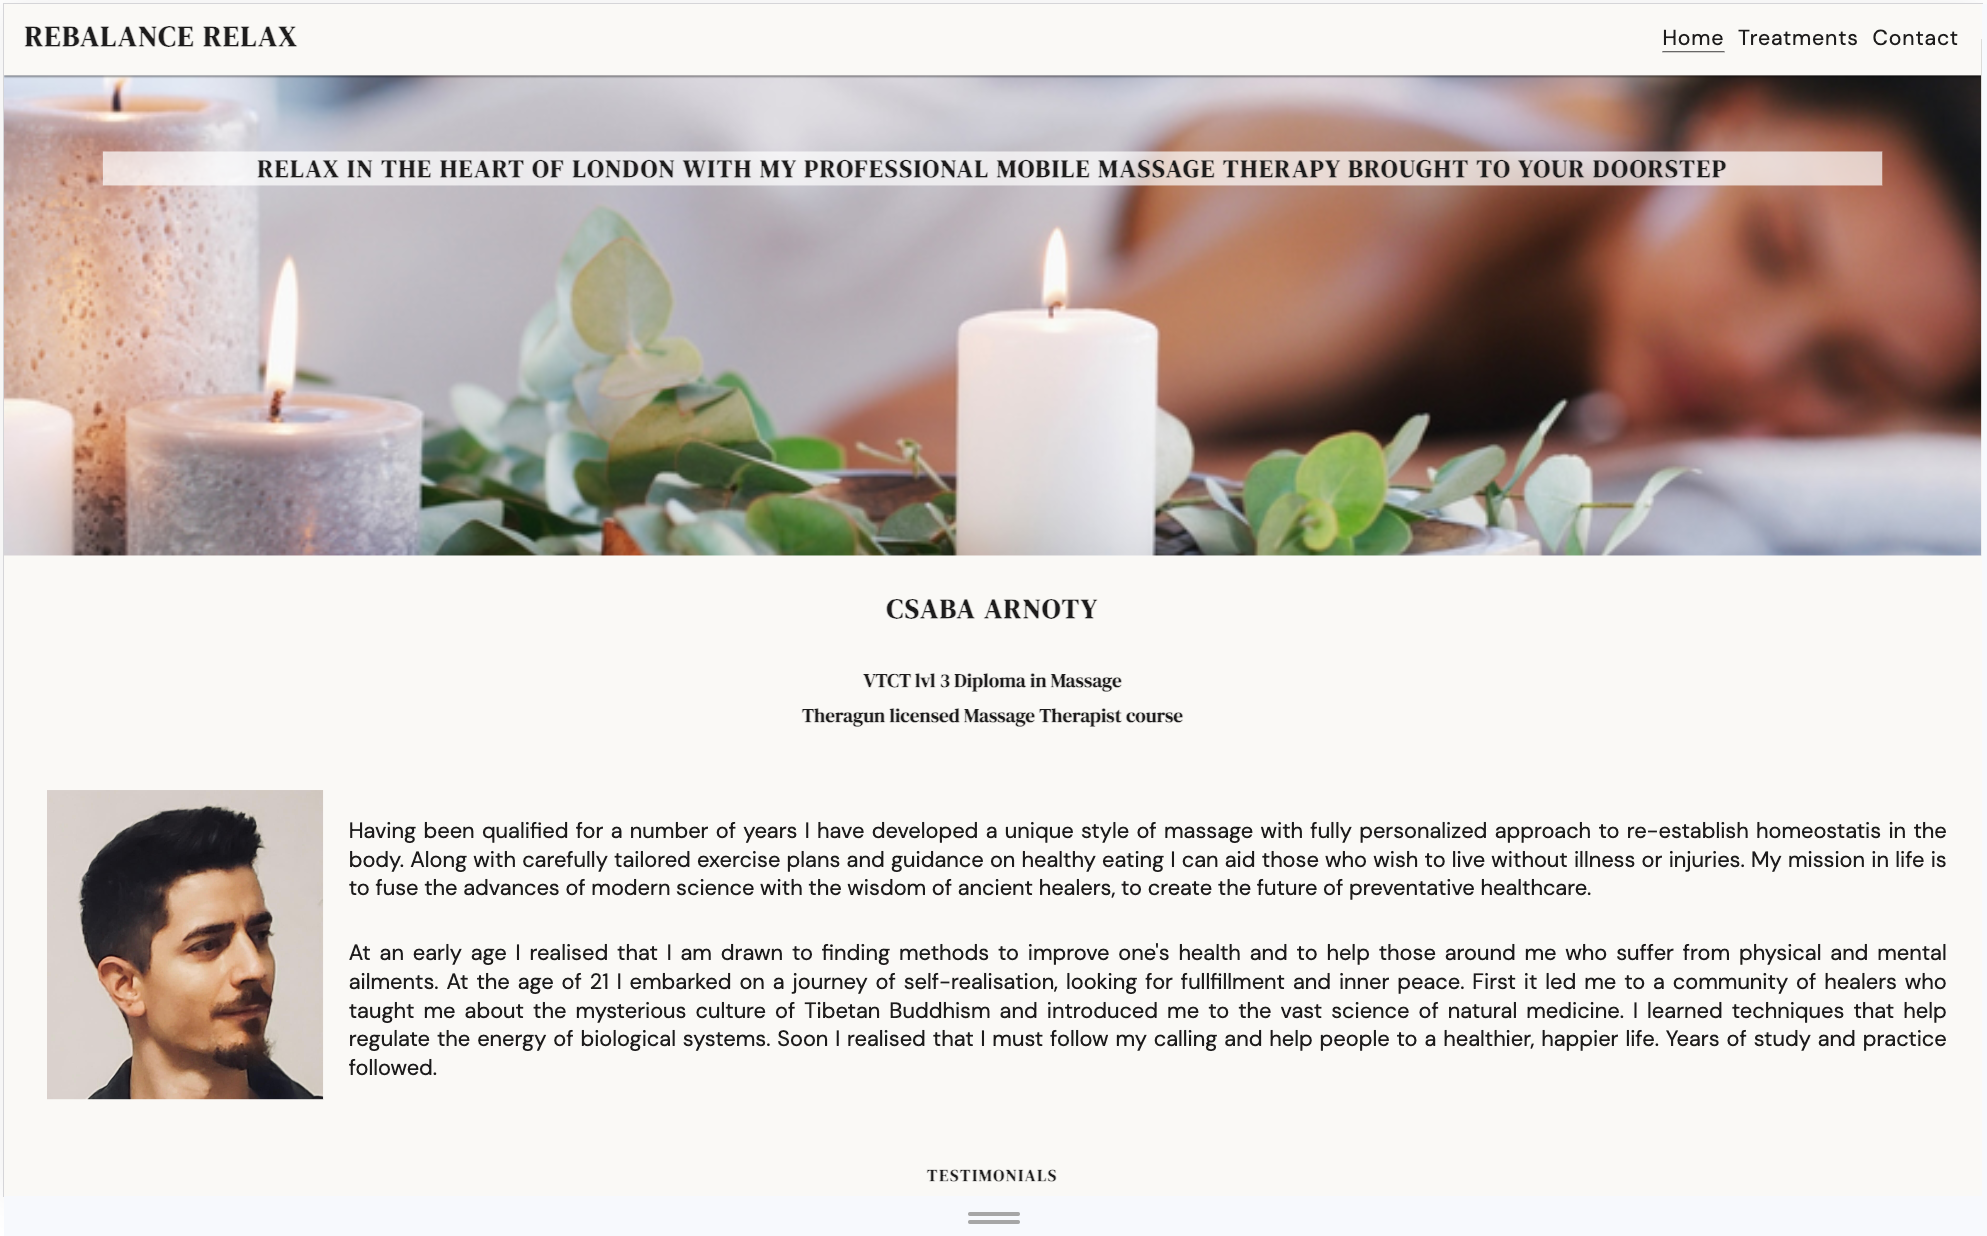 REBALANCE RELAX
Home Treatments Contact
RELAX IN THE HEART OF LONDON WITH MY PROFESSIONAL MOBILE MASSAGE THERAPY BROUGHT TO YOUR DOORSTEP
CSABA ARNOTY
VTCT lvl 3 Diploma in Massage
Theragun licensed Massage Therapist course
Having been qualified for a number of years I have developed a unique style of massage with fully personalized approach to re-establish homeostatis in the
body. Along with carefully tailored exercise plans and guidance on healthy eating I can aid those who wish to live without illness or injuries. My mission in life is
to fuse the advances of modern science with the wisdom of ancient healers, to create the future of preventative healthcare.
At an early age I realised that I am drawn to finding methods to improve one's health and to help those around me who suffer from physical and mental
ailments. At the age of 21 I embarked on a journey of self-realisation, looking for fullfillment and inner peace. First it led me to a community of healers who
taught me about the mysterious culture of Tibetan Buddhism and introduced me to the vast science of natural medicine. I learned techniques that help
regulate the energy of biological systems. Soon I realised that I must follow my calling and help people to a healthier, happier life. Years of study and practice
followed.
TESTIMONIALS